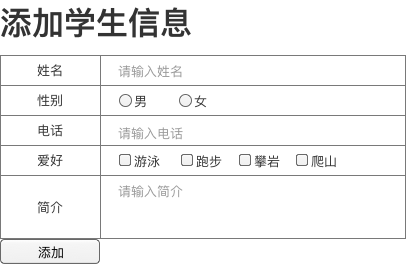 添加学生信息
姓名 请输入姓名
性别 男 女
电话 请输入电话
爱好 游泳 跑步 攀岩 爬山
简介 请输入简介
添加